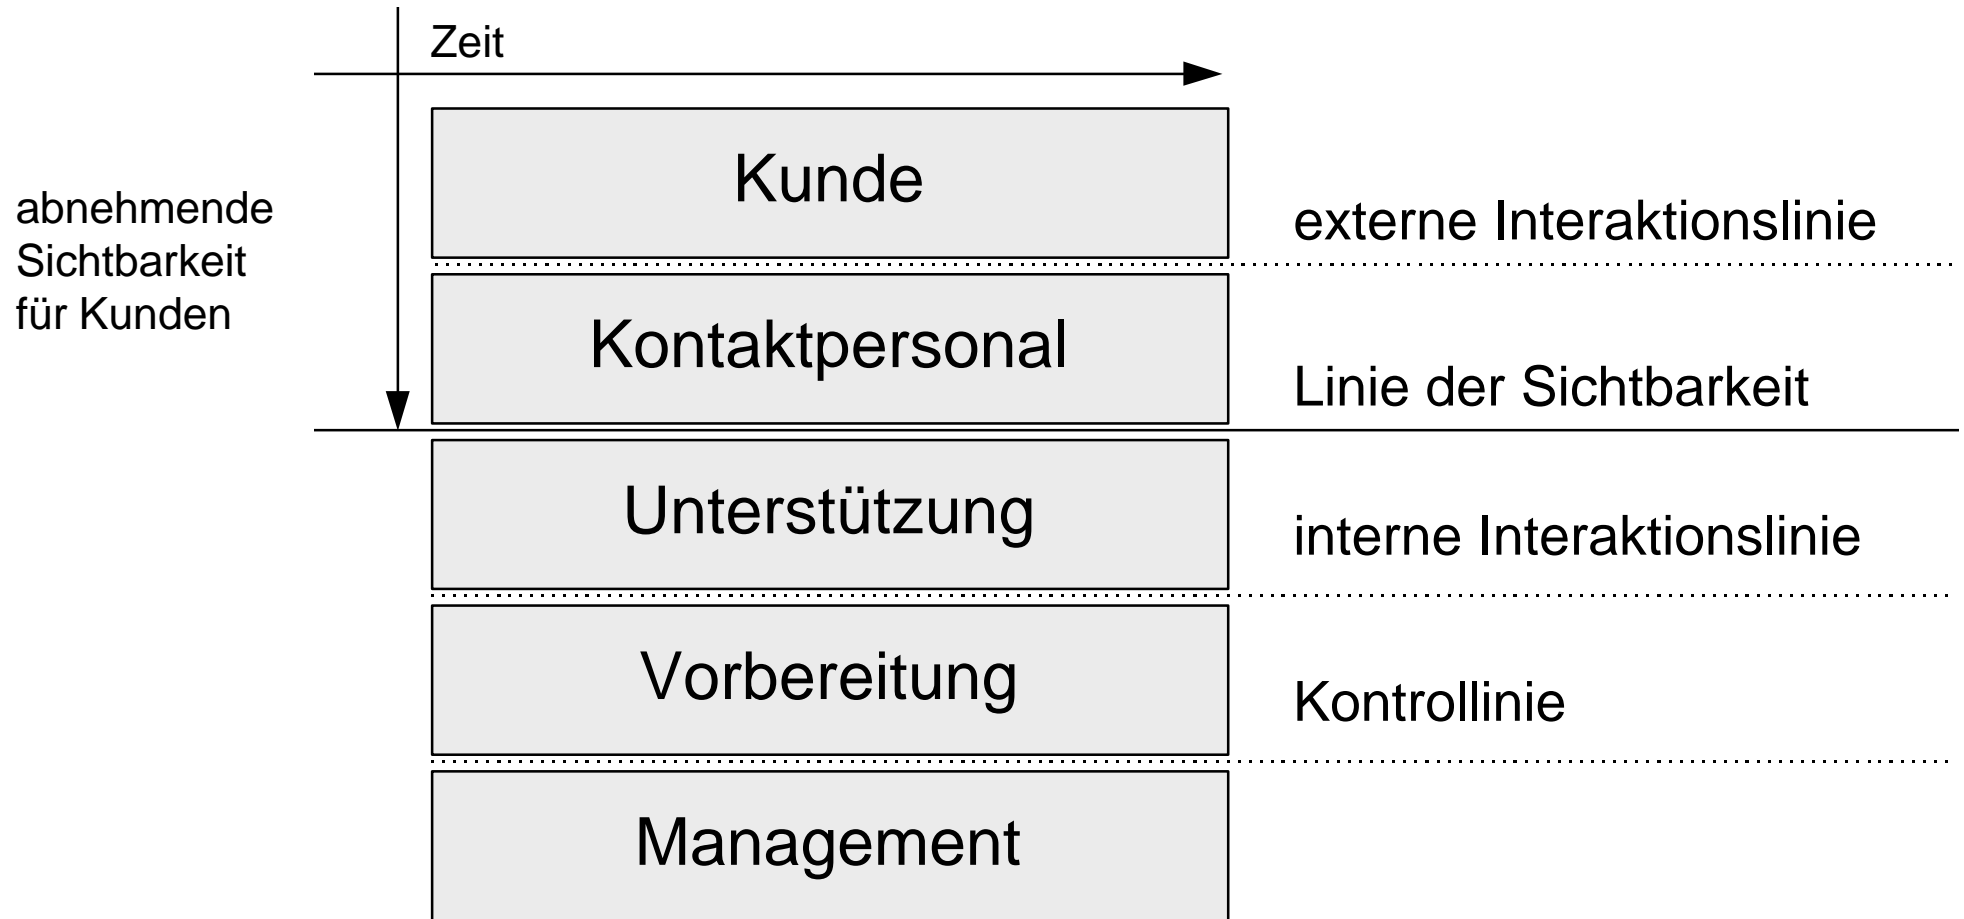 Zeit
Kunde
abnehmende
Sichtbarkeit
für Kunden
externe Interaktionslinie
Kontaktpersonal
Linie der Sichtbarkeit
Unterstützung
interne Interaktionslinie
Vorbereitung
Kontrollinie
Management